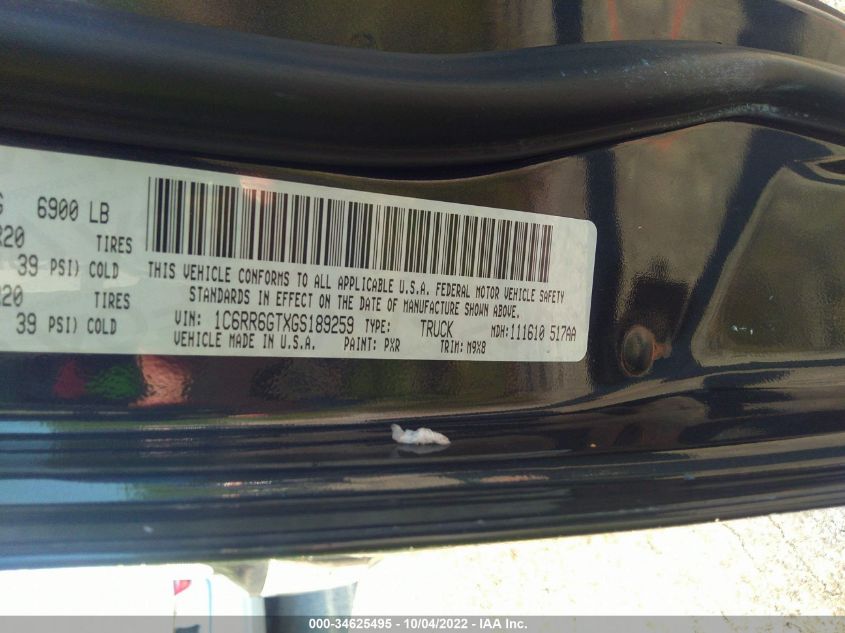 6900 LB
R20 TIRES
39 PSI) COLD
R20 TIRES
39 PSI) COLD
THIS VEHICLE CONFORMS TO ALL APPLICABLE U.S.A. FEDERAL MOTOR VEHICLE SAFETY
STANDARDS IN EFFECT ON THE DATE OF MANUFACTURE SHOWN ABOVE.
VIN: 1C6RR6GTXGS189259 TYPE: TRUCK MDH: 111610 517AA
VEHICLE MADE IN U.S.A. PAINT: PXR TRIM: M9X8
000-34625495 - 10/04/2022 - IAA Inc.